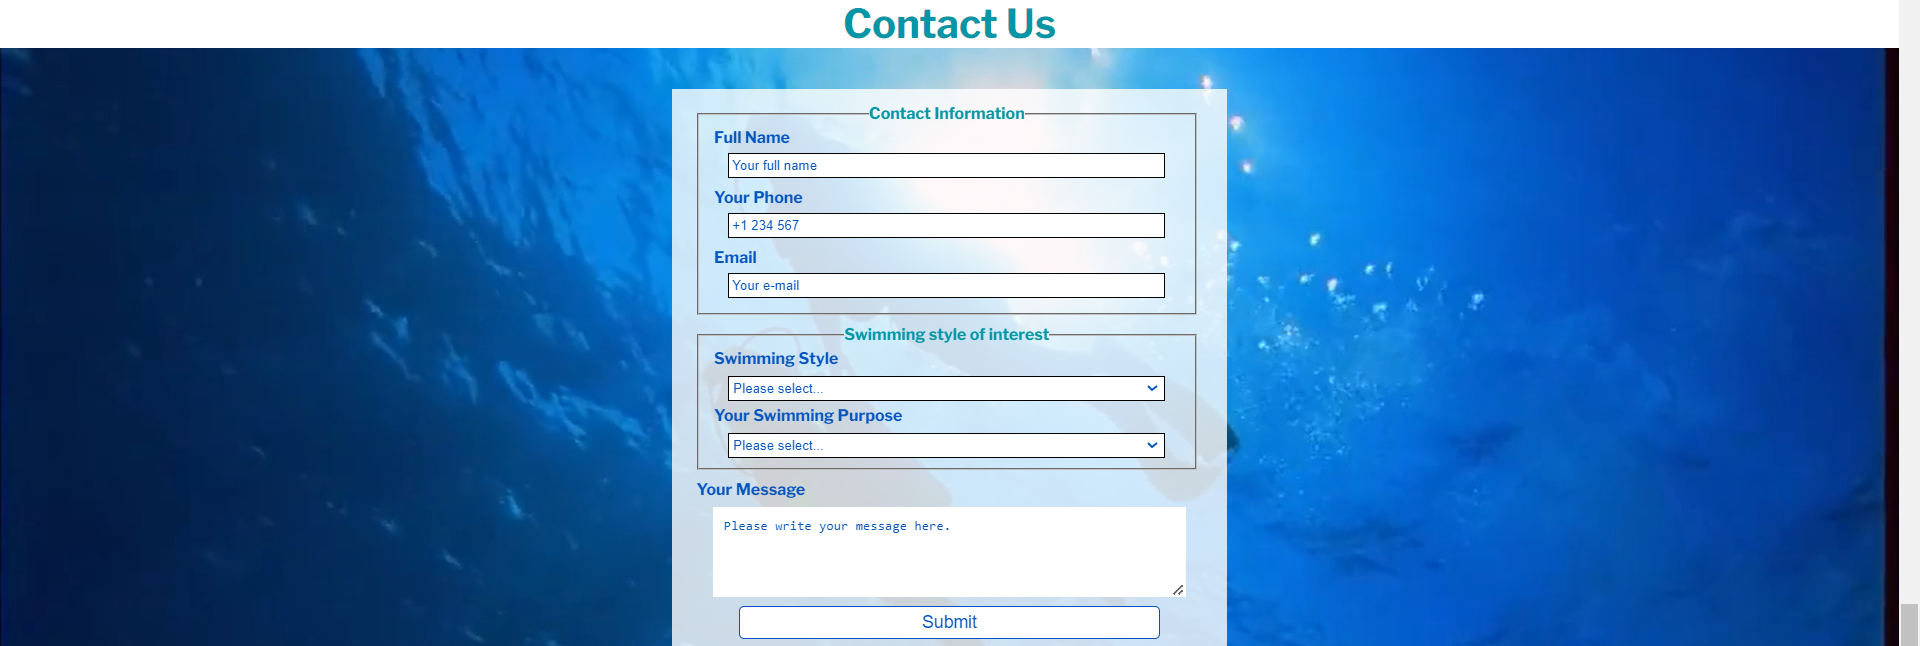 Contact Us
Contact Information
Full Name
Your full name
Your Phone
+1 234 567
Email
Your e-mail
Swimming style of interest
Swimming Style
Please select...
Your Swimming Purpose
Please select...
Your Message
Please write your message here.
Submit